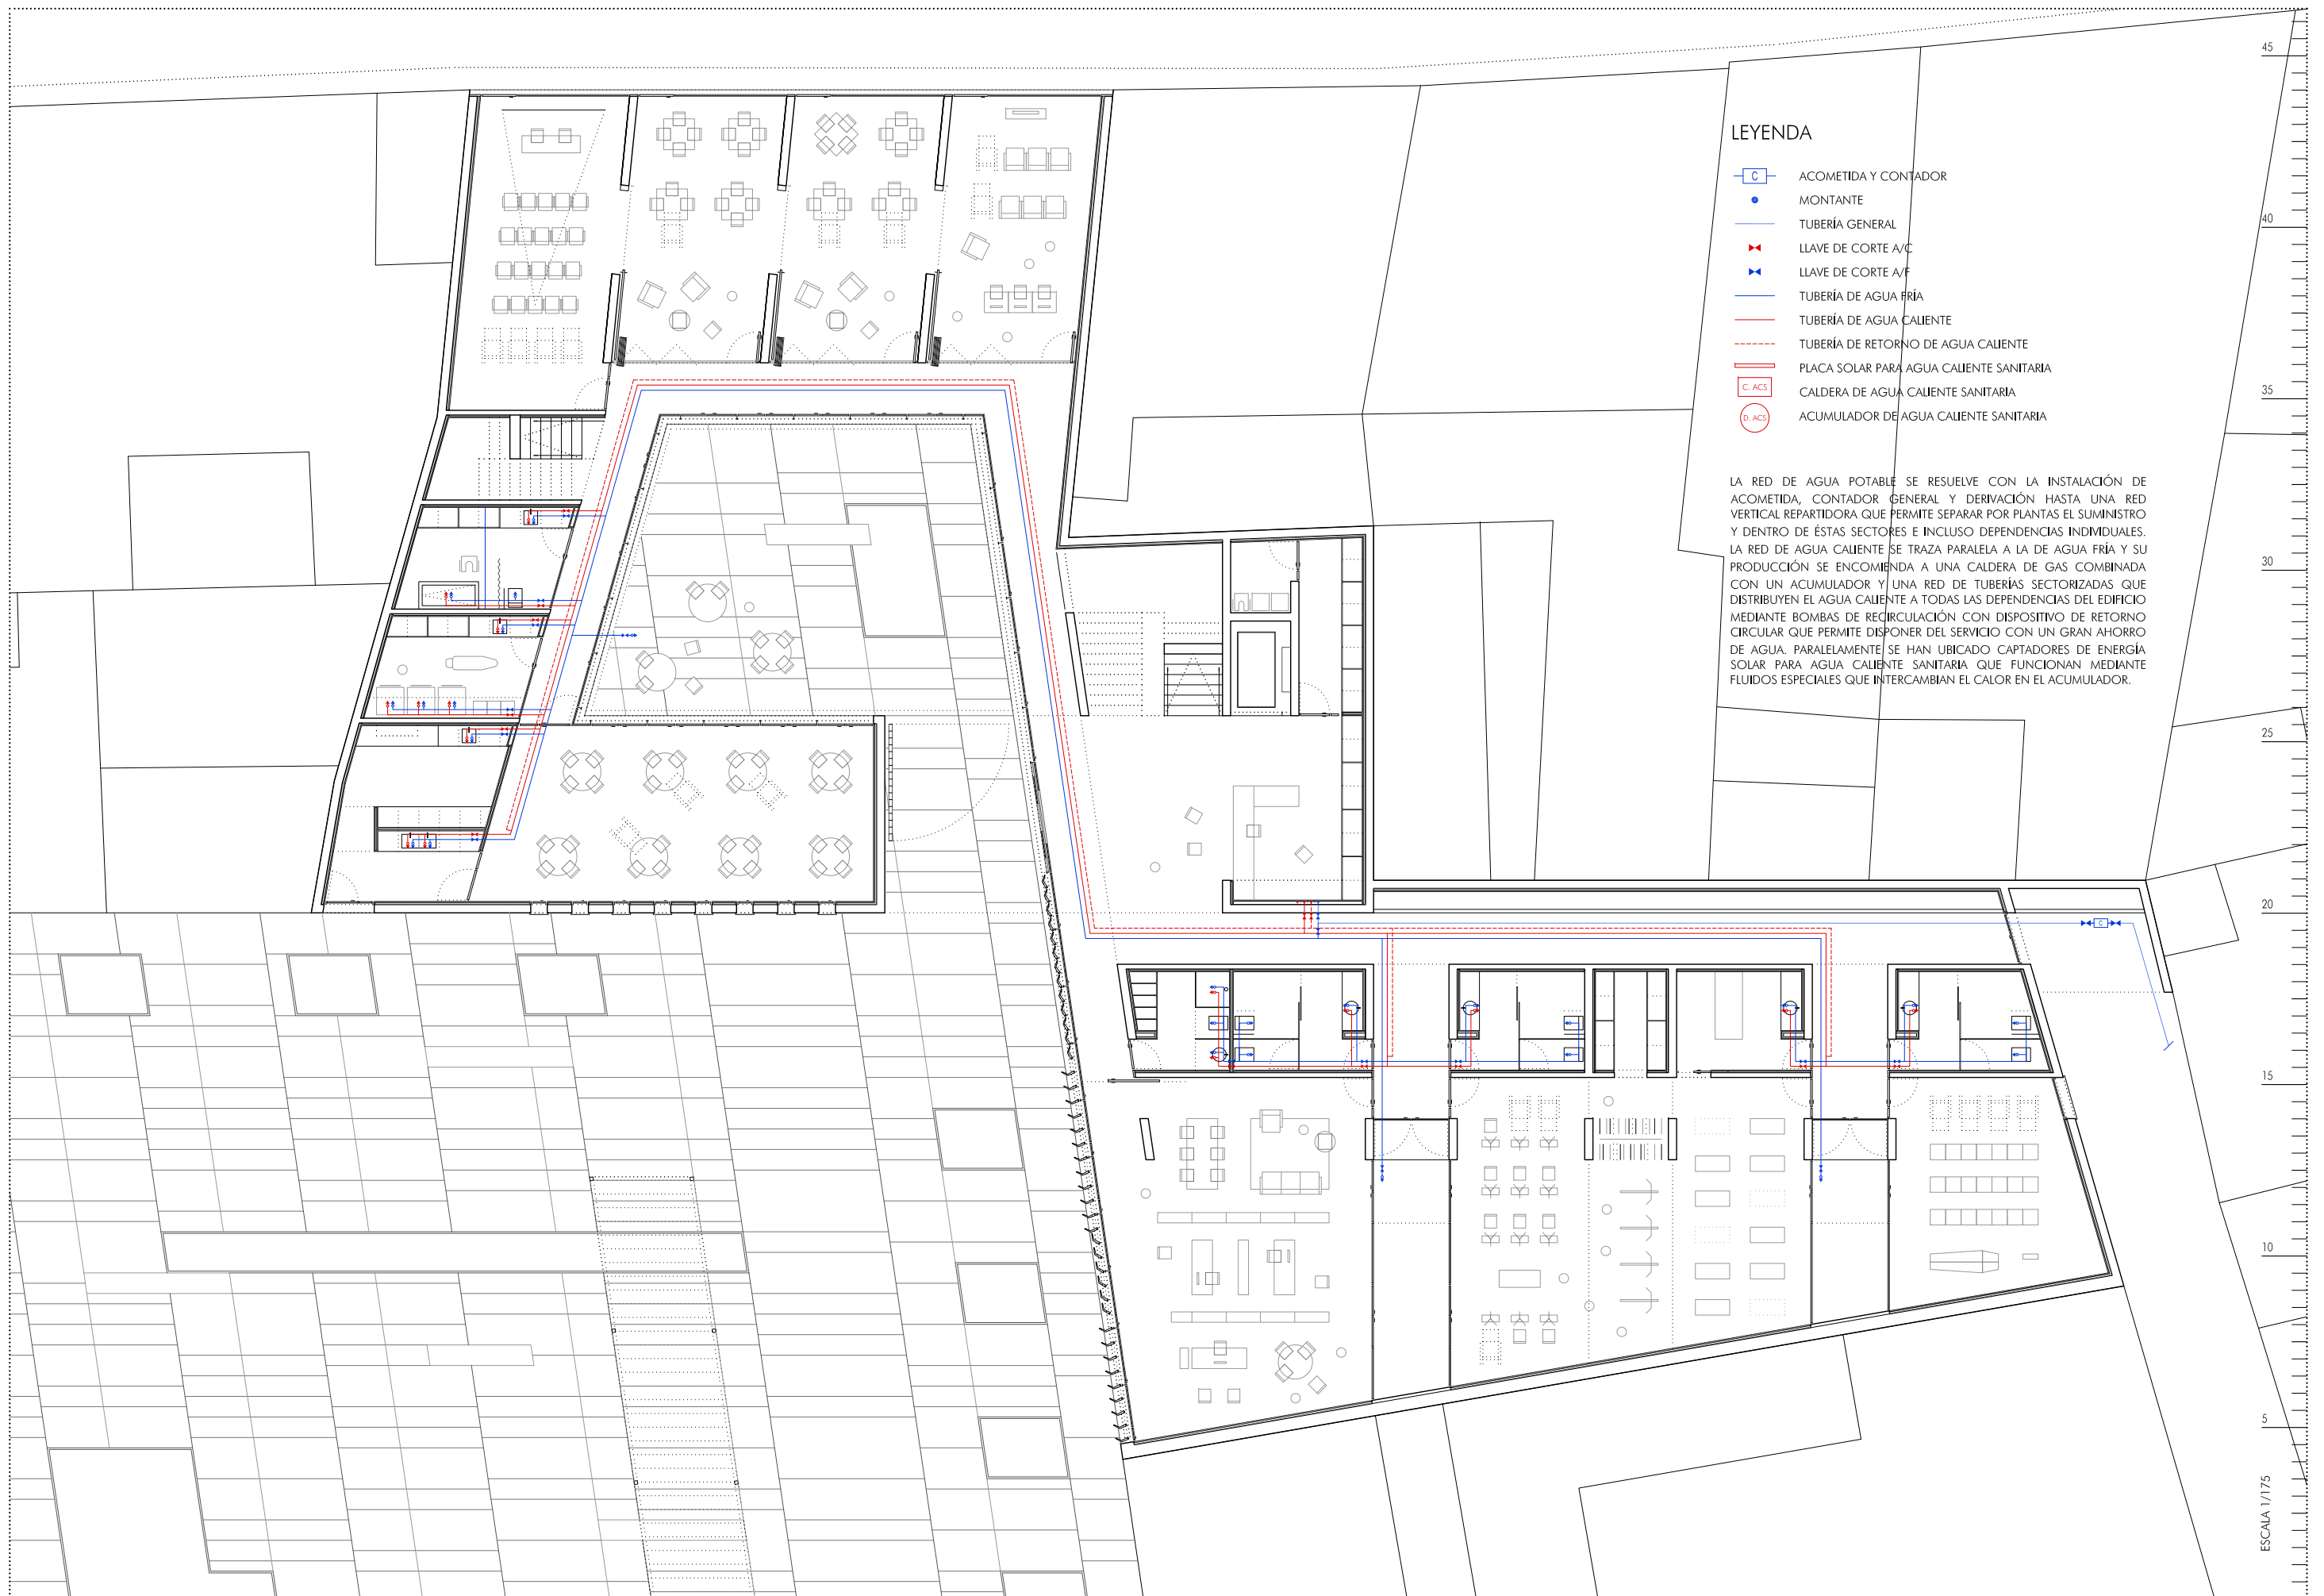 LEYENDA
C ACOMETIDA Y CONTADOR
MONTANTE
TUBERÍA GENERAL
LLAVE DE CORTE A/C
LLAVE DE CORTE A/F
TUBERÍA DE AGUA FRÍA
TUBERÍA DE AGUA CALIENTE
TUBERÍA DE RETORNO DE AGUA CALIENTE
PLACA SOLAR PARA AGUA CALIENTE SANITARIA
C. ACS CALDERA DE AGUA CALIENTE SANITARIA
D. ACS ACUMULADOR DE AGUA CALIENTE SANITARIA
LA RED DE AGUA POTABLE SE RESUELVE CON LA INSTALACIÓN DE
ACOMETIDA, CONTADOR GENERAL Y DERIVACIÓN HASTA UNA RED
VERTICAL REPARTIDORA QUE PERMITE SEPARAR POR PLANTAS EL SUMINISTRO
Y DENTRO DE ÉSTAS SECTORES E INCLUSO DEPENDENCIAS INDIVIDUALES.
LA RED DE AGUA CALIENTE SE TRAZA PARALELA A LA DE AGUA FRÍA Y SU
PRODUCCIÓN SE ENCOMIENDA A UNA CALDERA DE GAS COMBINADA
CON UN ACUMULADOR Y UNA RED DE TUBERÍAS SECTORIZADAS QUE
DISTRIBUYEN EL AGUA CALIENTE A TODAS LAS DEPENDENCIAS DEL EDIFICIO
MEDIANTE BOMBAS DE RECIRCULACIÓN CON DISPOSITIVO DE RETORNO
CIRCULAR QUE PERMITE DISPONER DEL SERVICIO CON UN GRAN AHORRO
DE AGUA. PARALELAMENTE SE HAN UBICADO CAPTADORES DE ENERGÍA
SOLAR PARA AGUA CALIENTE SANITARIA QUE FUNCIONAN MEDIANTE
FLUIDOS ESPECIALES QUE INTERCAMBIAN EL CALOR EN EL ACUMULADOR.
C
45
40
35
30
25
20
15
10
5
ESCALA 1/175